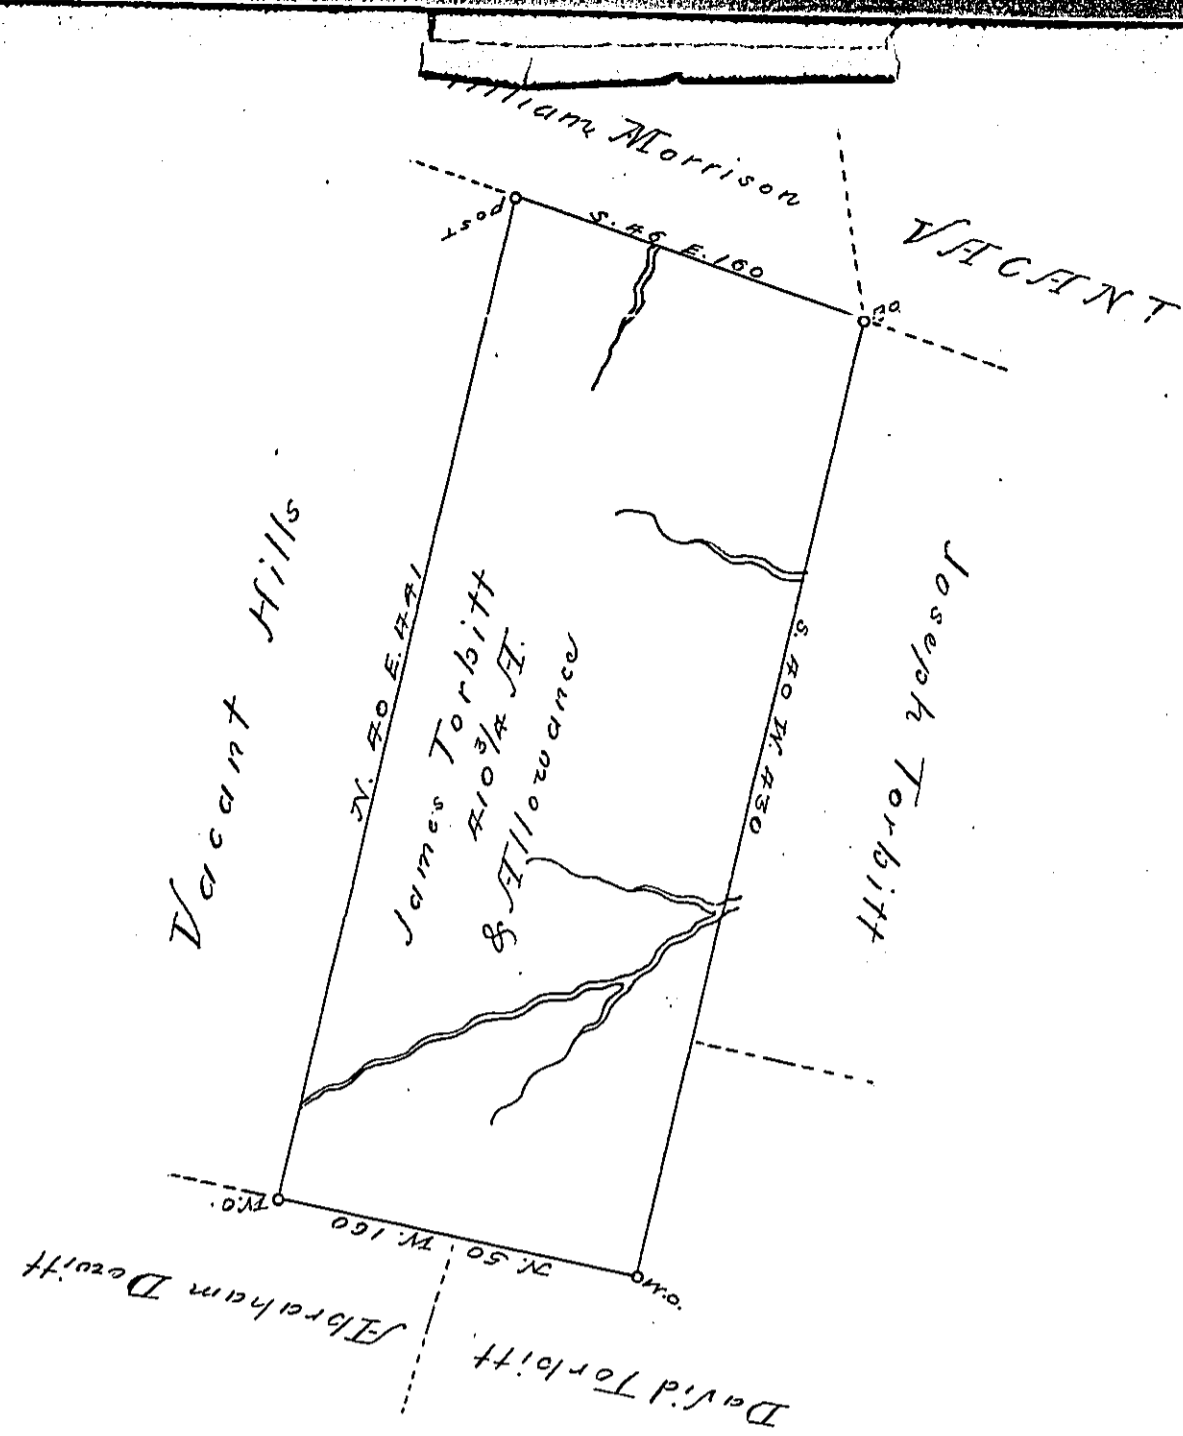 William Morrison
VACANT
Post
S. 46 E. 160
B.O.
Vacant Hills
N. 40 E. 441
James Torbitt
410 3/4 A.
& Allowance
S. 40 W. 430
Joseph Torbitt
W.O.
N. 50 W. 160
W.O.
Abraham Dewitt
David Torbitt